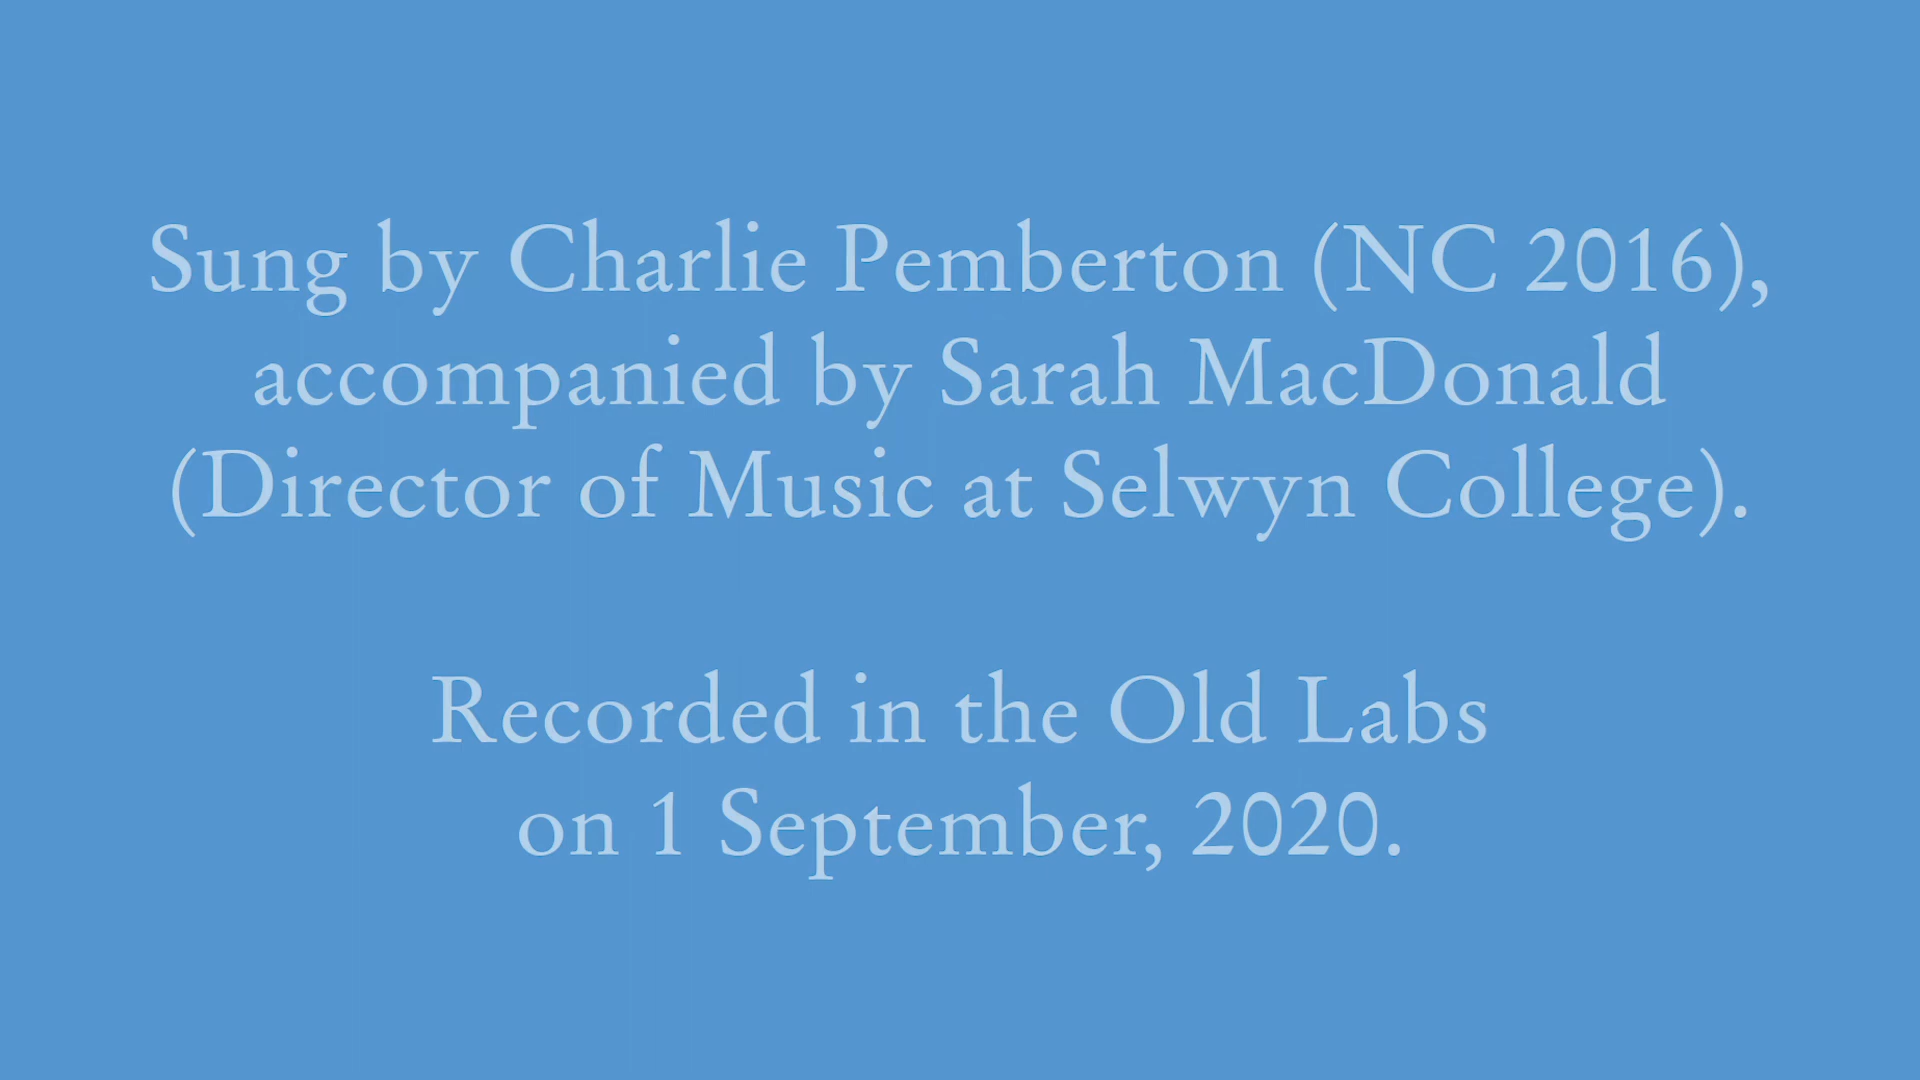 Sung by Charlie Pemberton (NC 2016),
accompanied by Sarah MacDonald
(Director of Music at Selwyn College).
Recorded in the Old Labs
on 1 September, 2020.